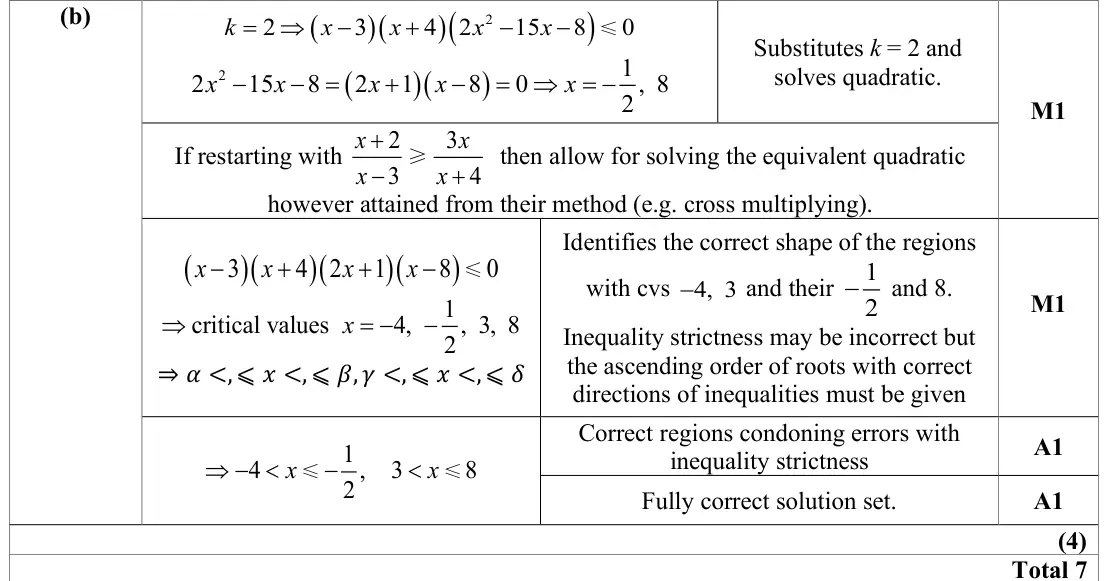 (b)
k = 2 ⇒ (x − 3)(x + 4)(2x² − 15x − 8) ⩽ 0
2x² − 15x − 8 = (2x + 1)(x − 8) = 0 ⇒ x = −1/2, 8
Substitutes k = 2 and
solves quadratic.
M1
If restarting with (x + 2)/(x − 3) ⩾ 3x/(x + 4) then allow for solving the equivalent quadratic
however attained from their method (e.g. cross multiplying).
(x − 3)(x + 4)(2x + 1)(x − 8) ⩽ 0
⇒ critical values x = −4, −1/2, 3, 8
⇒ α <,⩽ x <,⩽ β, γ <,⩽ x <,⩽ δ
Identifies the correct shape of the regions
with cvs −4, 3 and their −1/2 and 8.
Inequality strictness may be incorrect but
the ascending order of roots with correct
directions of inequalities must be given
M1
⇒ −4 < x ⩽ −1/2, 3 < x ⩽ 8
Correct regions condoning errors with
inequality strictness
A1
Fully correct solution set.
A1
(4)
Total 7